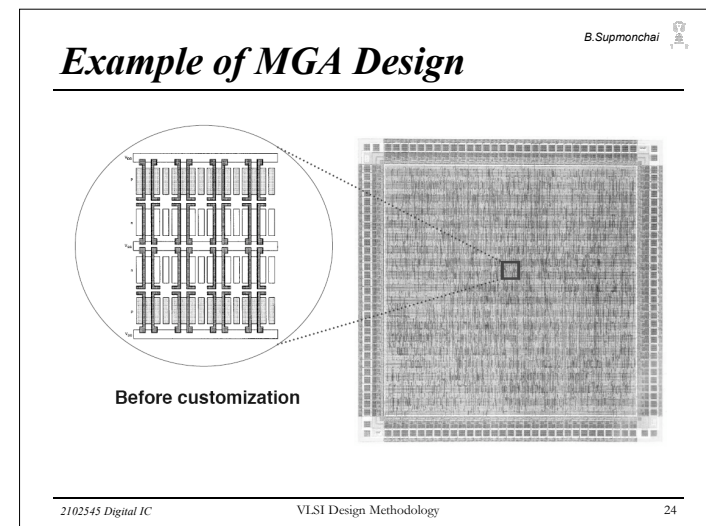 B.Supmonchai
Example of MGA Design
Before customization
2102545 Digital IC
VLSI Design Methodology
24